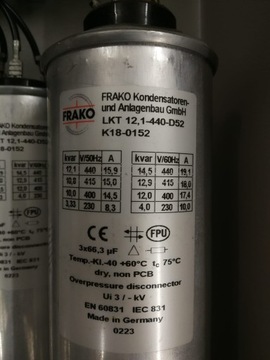 FRAKO
FRAKO Kondensatoren-
und Anlagenbau GmbH
LKT 12,1-440-D52
K18-0152
kvar V/50Hz A
12,1 440 15,9
10,8 415 15,0
10,0 400 14,5
3,33 230 8,3
kvar V/60Hz A
14,5 440 19,1
12,9 415 18,0
12,0 400 17,4
4,0 230 10,0
CE FPU
3x66,3 µF
Temp.-Kl.-40 +60°C tc 75°C
dry, non PCB
Overpressure disconnector
Ui 3 / - kV
EN 60831 IEC 831
Made in Germany
0223